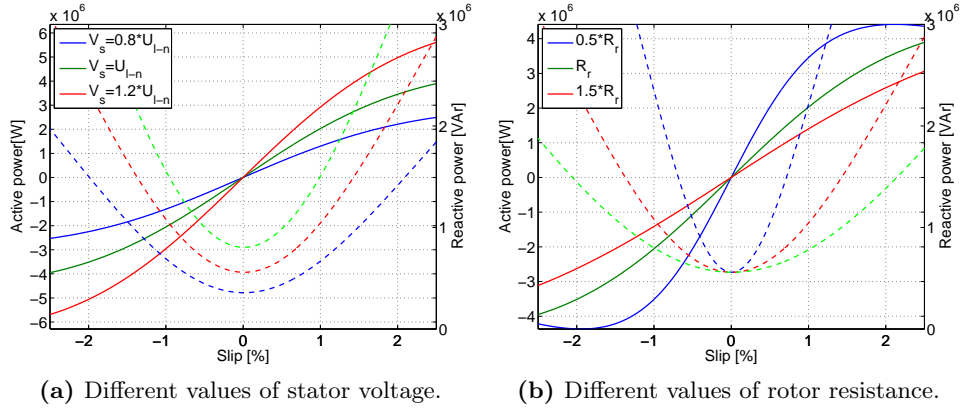 x 10^6
x 10^6
V_s=0.8*U_{l−n}
V_s=U_{l−n}
V_s=1.2*U_{l−n}
6
5
4
3
2
1
0
−1
−2
−3
−4
−5
−6
Active power[W]
3
2
1
0
Reactive power [VAr]
−2
−1
0
1
2
Slip [%]
(a) Different values of stator voltage.
x 10^6
x 10^6
0.5*R_r
R_r
1.5*R_r
4
3
2
1
0
−1
−2
−3
−4
Active power[W]
3
2
1
0
Reactive power [VAr]
−2
−1
0
1
2
Slip [%]
(b) Different values of rotor resistance.